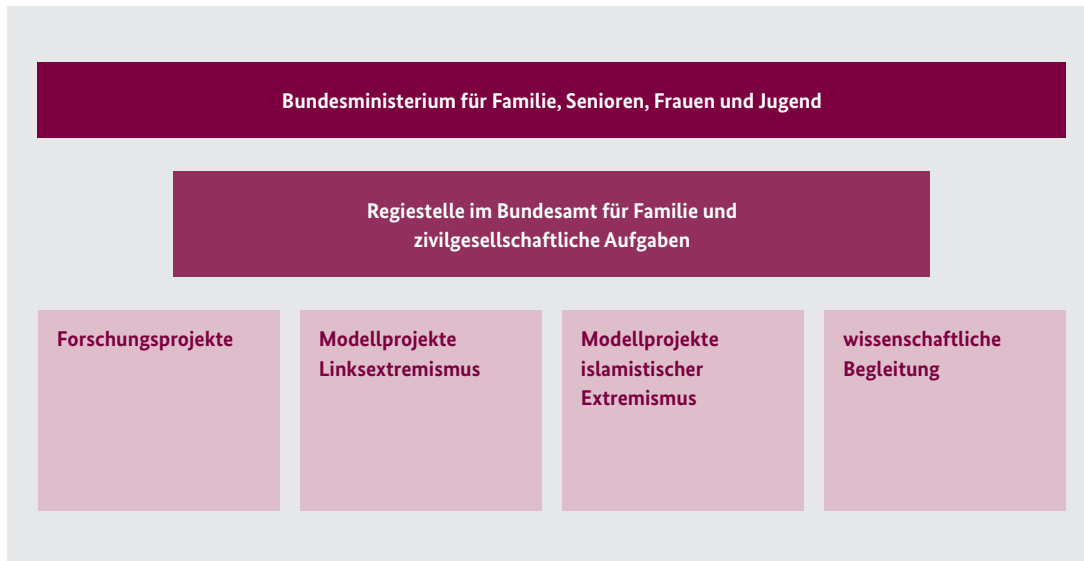 Bundesministerium für Familie, Senioren, Frauen und Jugend
Regiestelle im Bundesamt für Familie und
zivilgesellschaftliche Aufgaben
Forschungsprojekte
Modellprojekte
Linksextremismus
Modellprojekte
islamistischer
Extremismus
wissenschaftliche
Begleitung